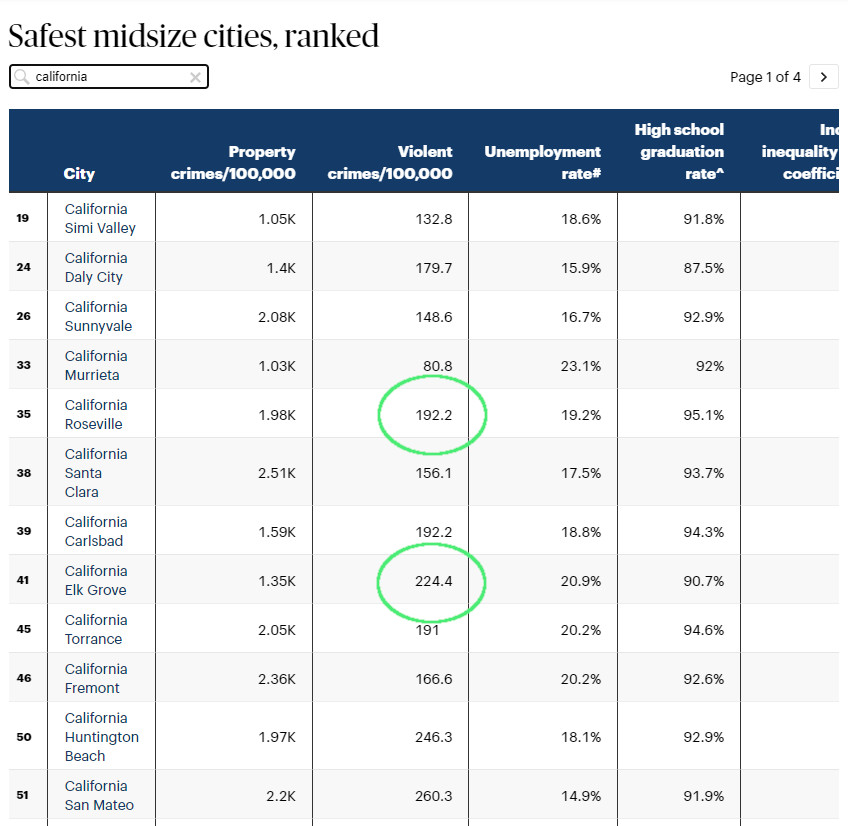 Safest midsize cities, ranked
california
Page 1 of 4
City
Property crimes/100,000
Violent crimes/100,000
Unemployment rate#
High school graduation rate^
inequality
19 California Simi Valley 1.05K 132.8 18.6% 91.8%
24 California Daly City 1.4K 179.7 15.9% 87.5%
26 California Sunnyvale 2.08K 148.6 16.7% 92.9%
33 California Murrieta 1.03K 80.8 23.1% 92%
35 California Roseville 1.98K 192.2 19.2% 95.1%
38 California Santa Clara 2.51K 156.1 17.5% 93.7%
39 California Carlsbad 1.59K 192.2 18.8% 94.3%
41 California Elk Grove 1.35K 224.4 20.9% 90.7%
45 California Torrance 2.05K 191 20.2% 94.6%
46 California Fremont 2.36K 166.6 20.2% 92.6%
50 California Huntington Beach 1.97K 246.3 18.1% 92.9%
51 California San Mateo 2.2K 260.3 14.9% 91.9%